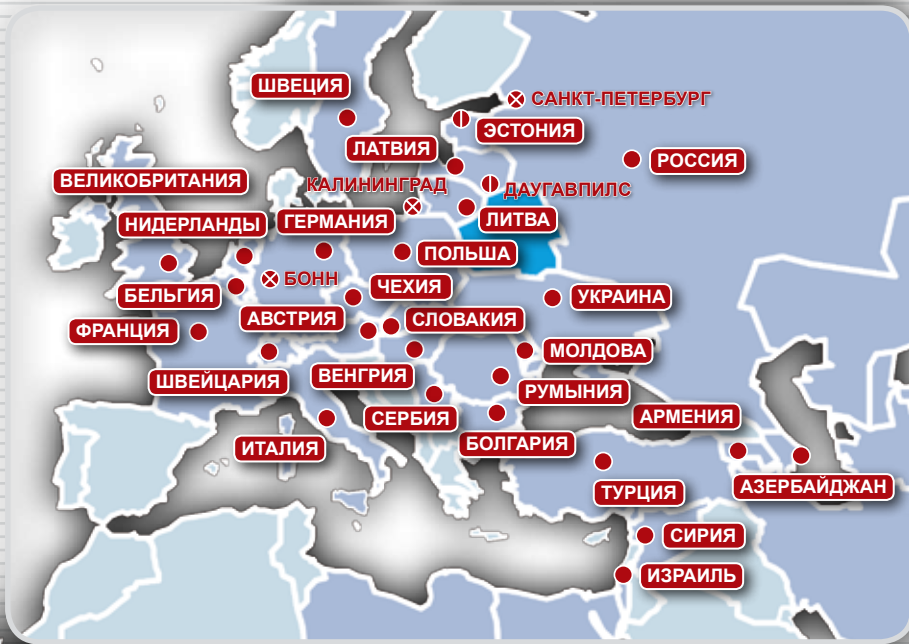 ШВЕЦИЯ
САНКТ-ПЕТЕРБУРГ
ЭСТОНИЯ
ЛАТВИЯ
РОССИЯ
ВЕЛИКОБРИТАНИЯ
КАЛИНИНГРАД
ДАУГАВПИЛС
НИДЕРЛАНДЫ
ГЕРМАНИЯ
ЛИТВА
ПОЛЬША
БОНН
ЧЕХИЯ
БЕЛЬГИЯ
УКРАИНА
АВСТРИЯ
СЛОВАКИЯ
ФРАНЦИЯ
МОЛДОВА
ШВЕЙЦАРИЯ
ВЕНГРИЯ
РУМЫНИЯ
СЕРБИЯ
АРМЕНИЯ
ИТАЛИЯ
БОЛГАРИЯ
ТУРЦИЯ
АЗЕРБАЙДЖАН
СИРИЯ
ИЗРАИЛЬ